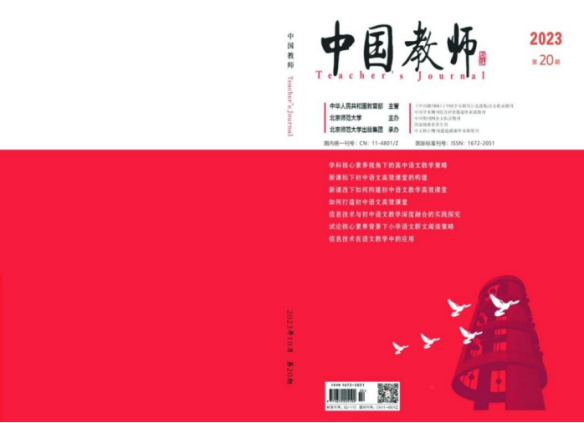 中国教师
Teacher's Journal
2023年10月 第20期
中国教师
Teacher's Journal
2023
第20期
中华人民共和国教育部 主管
北京师范大学 主办
北京师范大学出版集团 承办
国内统一刊号：CN：11-4801/Z
国际标准刊号：ISSN：1672-2051
学科核心素养视角下的高中语文教学策略
新课标下初中语文高效课堂的构建
新课改下如何构建初中语文教学高效课堂
如何打造初中语文高效课堂
信息技术与初中语文教学深度融合的实践探究
试论核心素养背景下小学语文群文阅读策略
信息技术在语文教学中的应用
ISSN 1672-2051